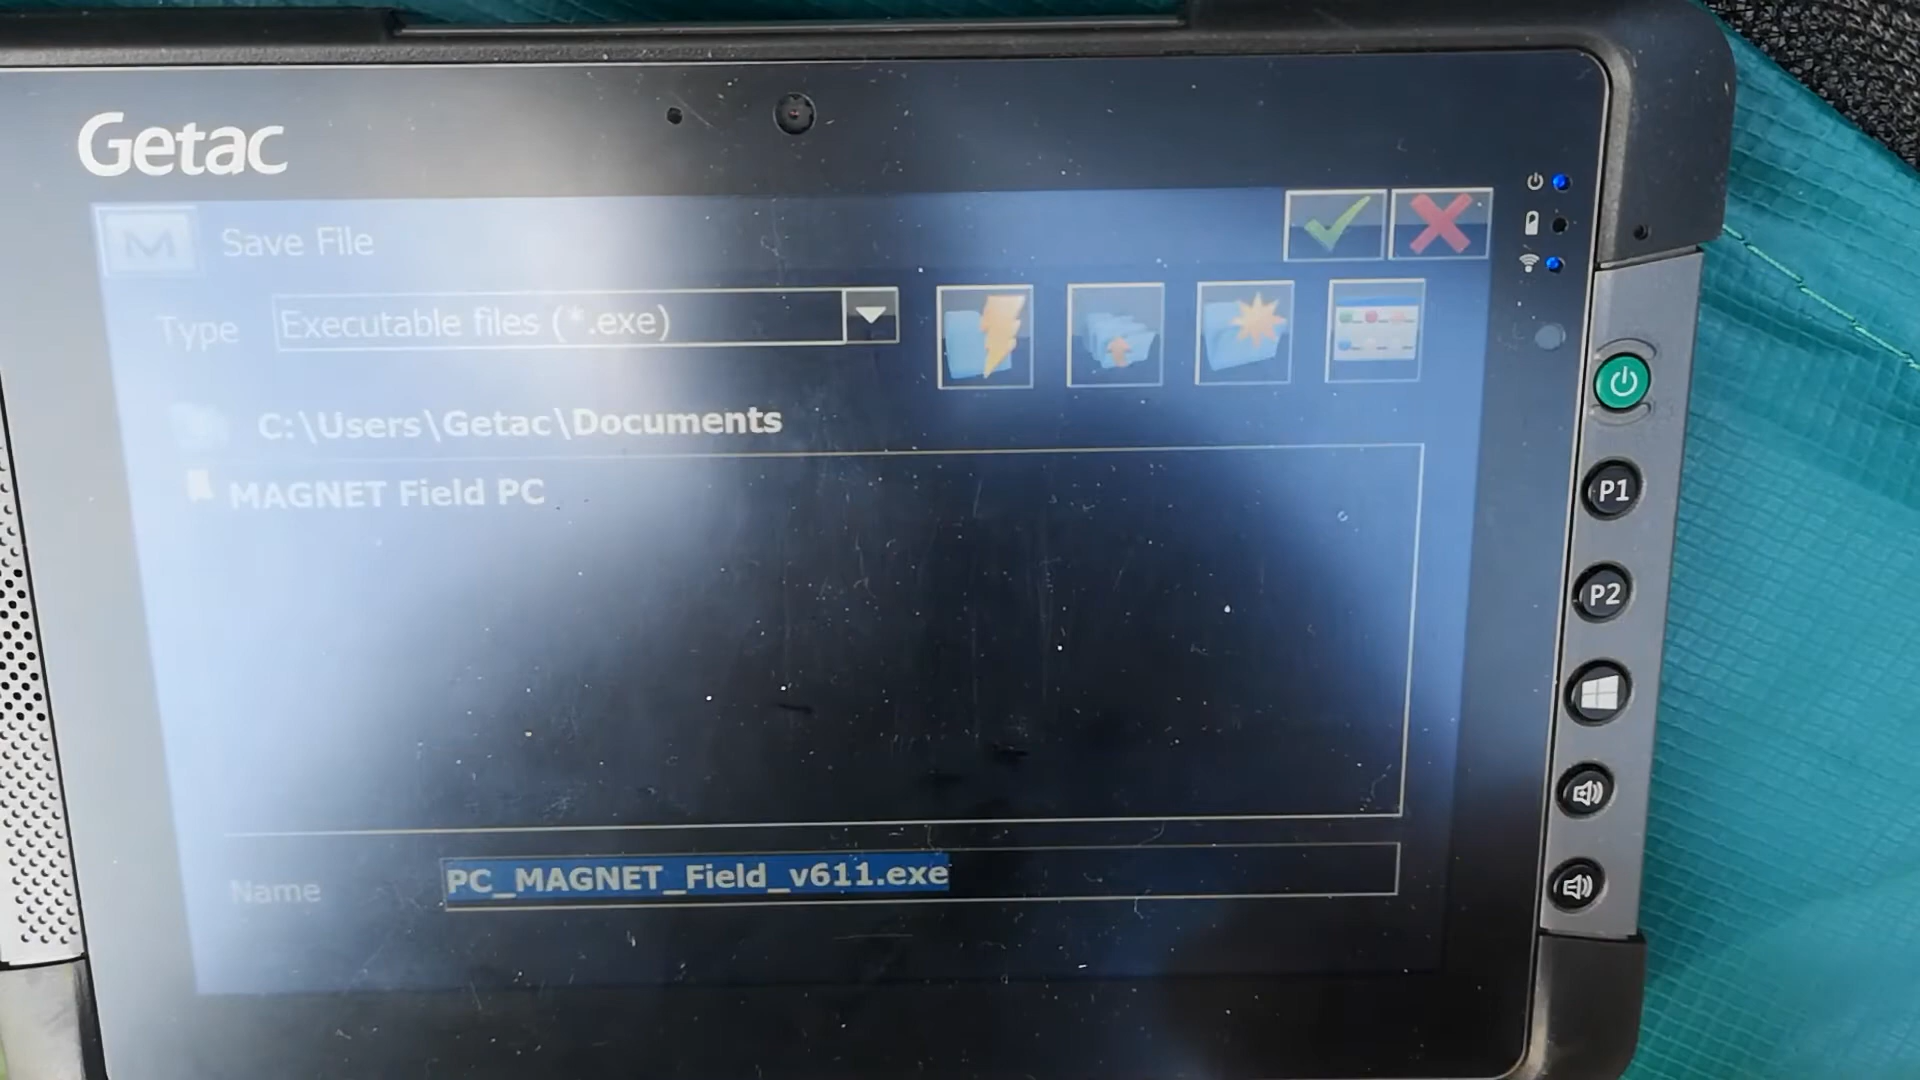 Getac
M Save File
Type Executable files (*.exe)
C:\Users\Getac\Documents
MAGNET Field PC
Name PC_MAGNET_Field_v611.exe
P1
P2